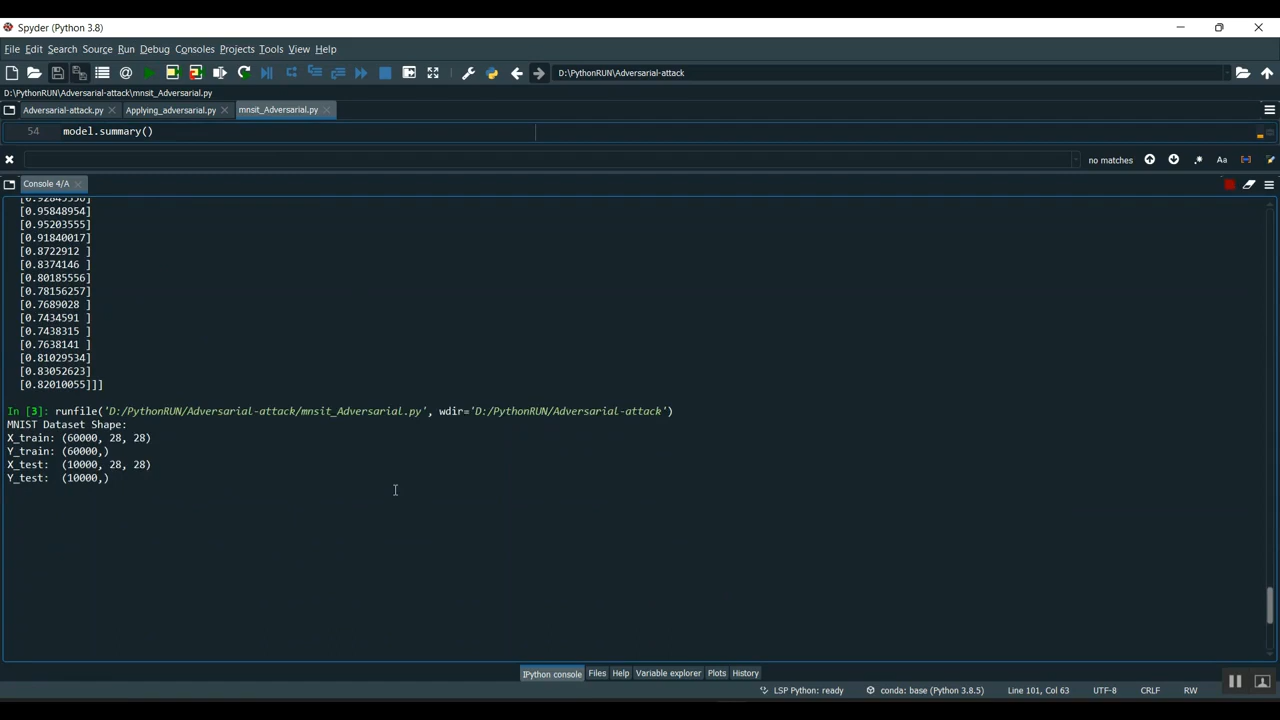 Spyder (Python 3.8)
File Edit Search Source Run Debug Consoles Projects Tools View Help
D:\PythonRUN\Adversarial-attack
D:\PythonRUN\Adversarial-attack\mnsit_Adversarial.py
Adversarial-attack.py Applying_adversarial.py mnsit_Adversarial.py
54 model.summary()
no matches .* Aa
Console 4/A
[0.95848954]
[0.95203555]
[0.91840017]
[0.8722912 ]
[0.8374146 ]
[0.80185556]
[0.78156257]
[0.7689028 ]
[0.7434591 ]
[0.7438315 ]
[0.7638141 ]
[0.81029534]
[0.83052623]
[0.82010055]]]
In [3]: runfile('D:/PythonRUN/Adversarial-attack/mnsit_Adversarial.py', wdir='D:/PythonRUN/Adversarial-attack')
MNIST Dataset Shape:
X_train: (60000, 28, 28)
Y_train: (60000,)
X_test:  (10000, 28, 28)
Y_test:  (10000,)
IPython console Files Help Variable explorer Plots History
LSP Python: ready conda: base (Python 3.8.5) Line 101, Col 63 UTF-8 CRLF RW